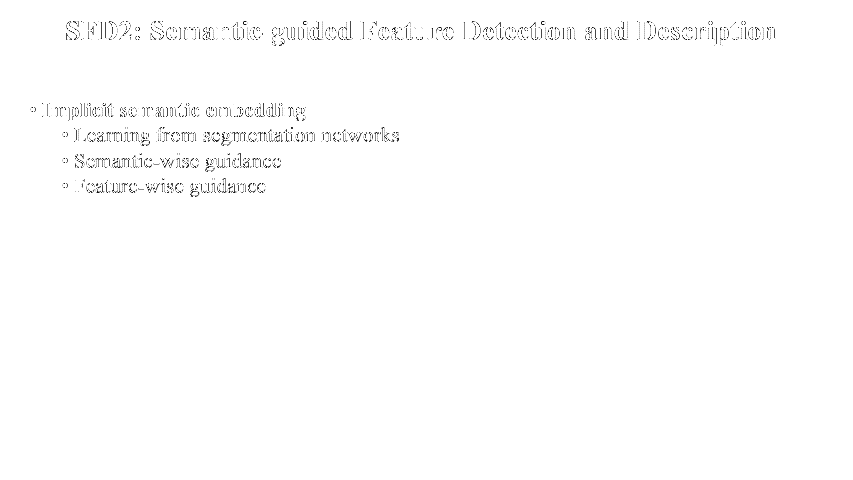 SFD2: Semantic-guided Feature Detection and Description
• Implicit semantic embedding
• Learning from segmentation networks
• Semantic-wise guidance
• Feature-wise guidance